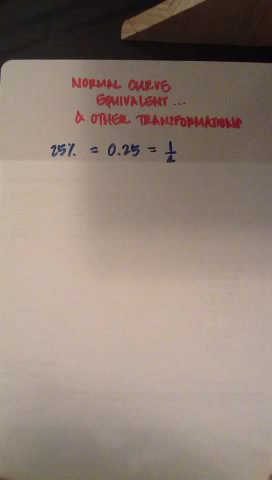 NORMAL CURVE
EQUIVALENT...
& OTHER TRANSFORMATIONS
25% = 0.25 = 1/4